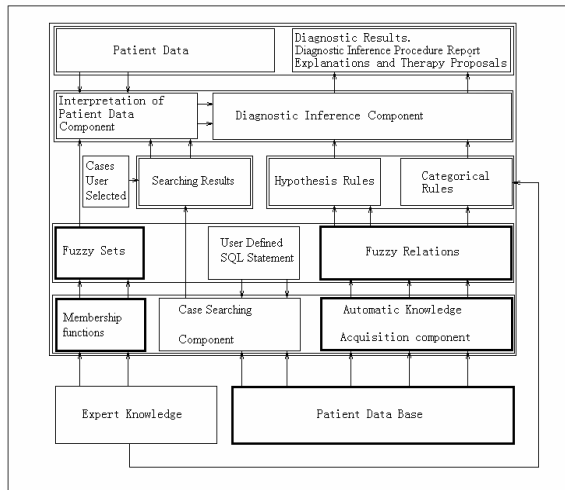 Patient Data
Diagnostic Results.
Diagnostic Inference Procedure Report
Explanations and Therapy Proposals
Interpretation of
Patient Data
Component
Diagnostic Inference Component
Cases
User
Selected
Searching Results
Hypothesis Rules
Categorical
Rules
Fuzzy Sets
User Defined
SQL Statement
Fuzzy Relations
Membership
functions
Case Searching
Component
Automatic Knowledge
Acquisition component
Expert Knowledge
Patient Data Base